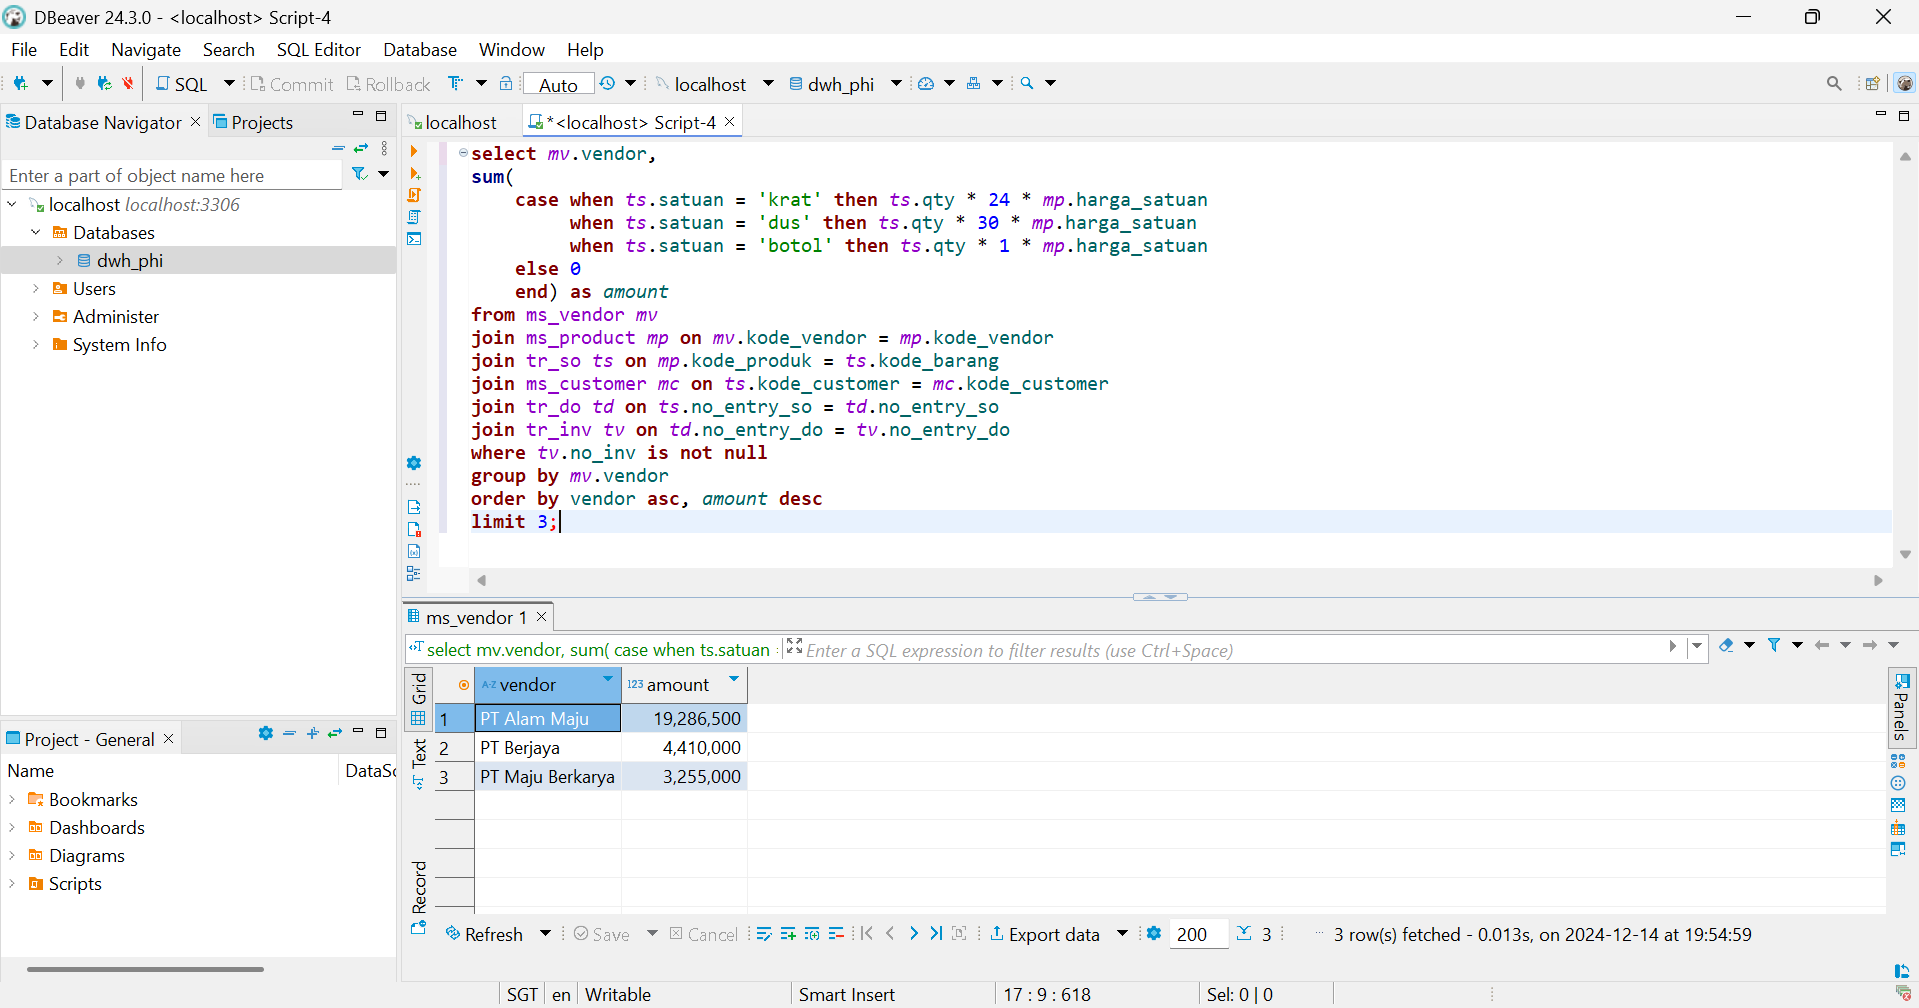 DBeaver 24.3.0 - <localhost> Script-4
File Edit Navigate Search SQL Editor Database Window Help
SQL Commit Rollback Auto localhost dwh_phi
Database Navigator Projects
localhost *<localhost> Script-4
Enter a part of object name here
localhost localhost:3306
Databases
dwh_phi
Users
Administer
System Info
select mv.vendor,
sum(
case when ts.satuan = 'krat' then ts.qty * 24 * mp.harga_satuan
when ts.satuan = 'dus' then ts.qty * 30 * mp.harga_satuan
when ts.satuan = 'botol' then ts.qty * 1 * mp.harga_satuan
else 0
end) as amount
from ms_vendor mv
join ms_product mp on mv.kode_vendor = mp.kode_vendor
join tr_so ts on mp.kode_produk = ts.kode_barang
join ms_customer mc on ts.kode_customer = mc.kode_customer
join tr_do td on ts.no_entry_so = td.no_entry_so
join tr_inv tv on td.no_entry_do = tv.no_entry_do
where tv.no_inv is not null
group by mv.vendor
order by vendor asc, amount desc
limit 3;
ms_vendor 1
select mv.vendor, sum( case when ts.satuan Enter a SQL expression to filter results (use Ctrl+Space)
Grid
Text
Record
A-Z vendor 123 amount
1 PT Alam Maju 19,286,500
2 PT Berjaya 4,410,000
3 PT Maju Berkarya 3,255,000
Panels
Project - General
Name DataSc
Bookmarks
Dashboards
Diagrams
Scripts
Refresh Save Cancel Export data 200 3 3 row(s) fetched - 0.013s, on 2024-12-14 at 19:54:59
SGT en Writable Smart Insert 17 : 9 : 618 Sel: 0 | 0